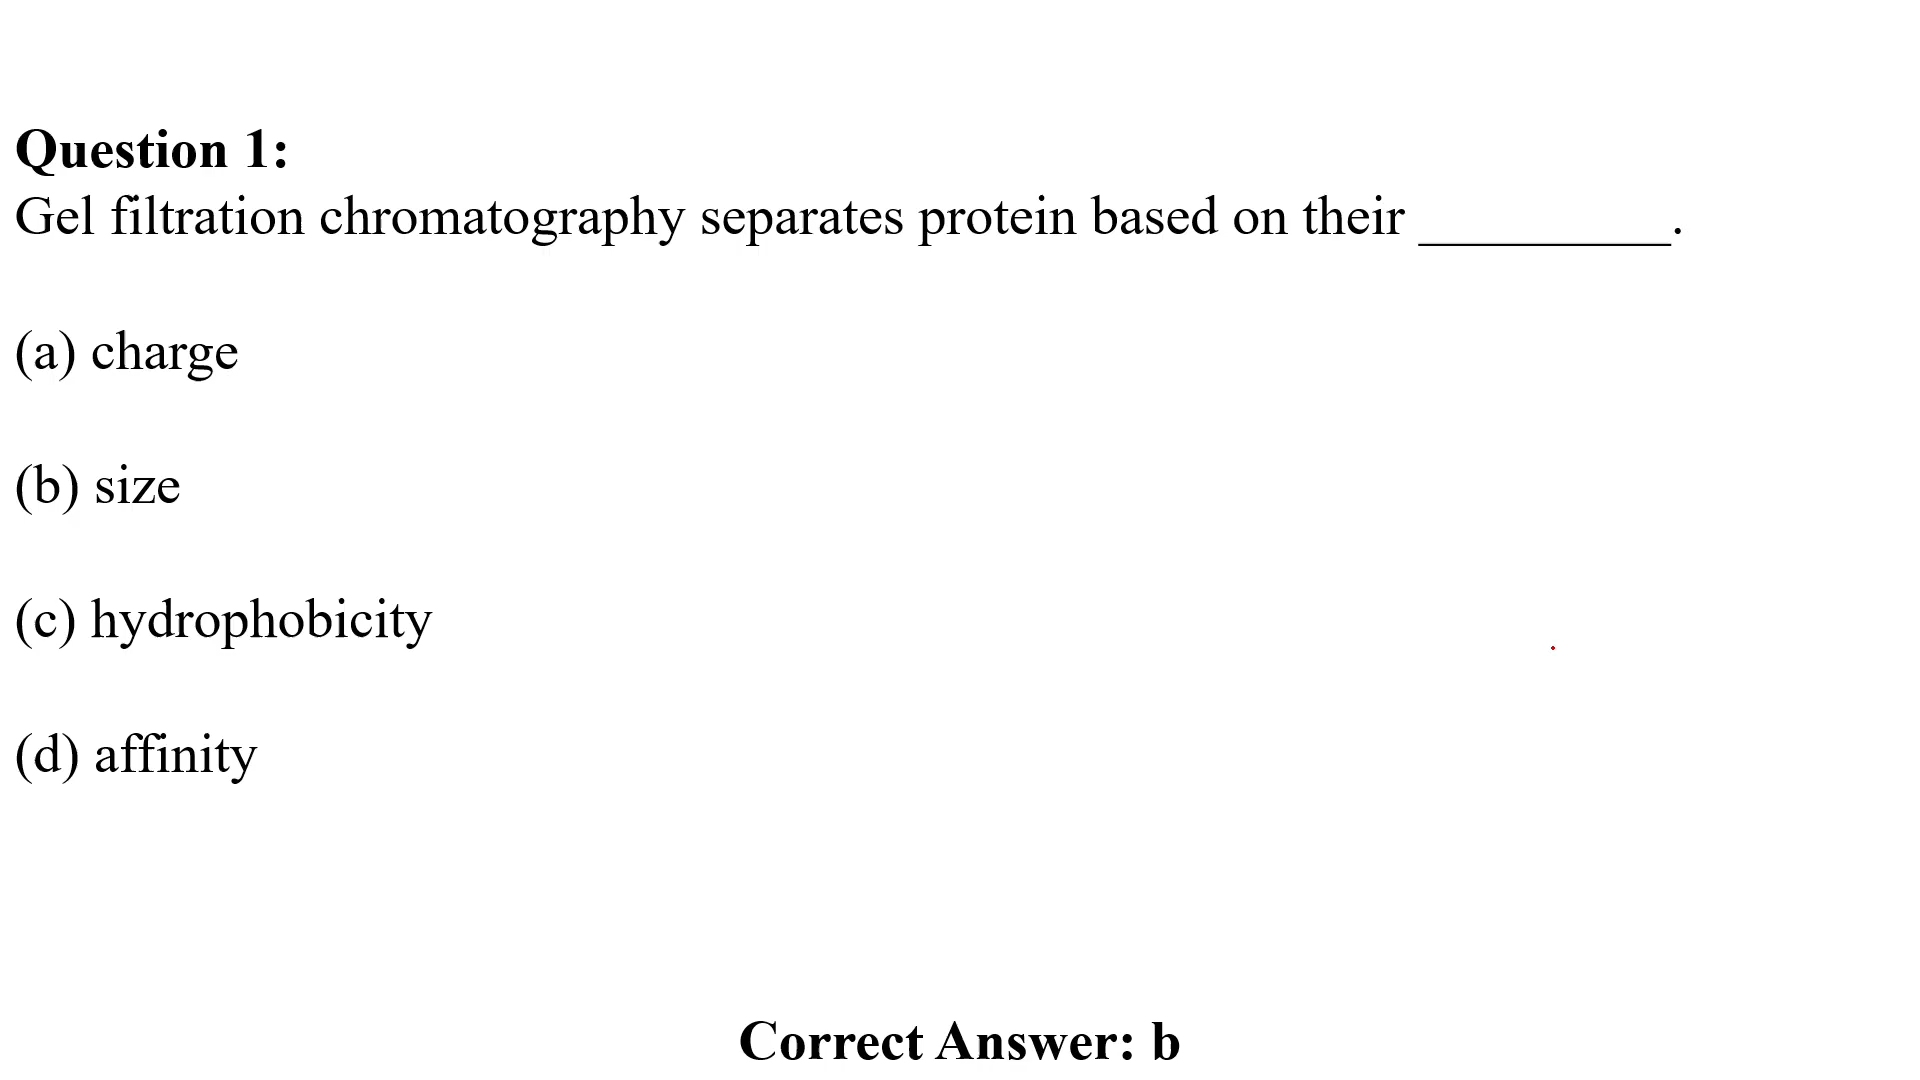 Question 1:
Gel filtration chromatography separates protein based on their _________.
(a) charge
(b) size
(c) hydrophobicity
(d) affinity
Correct Answer: b